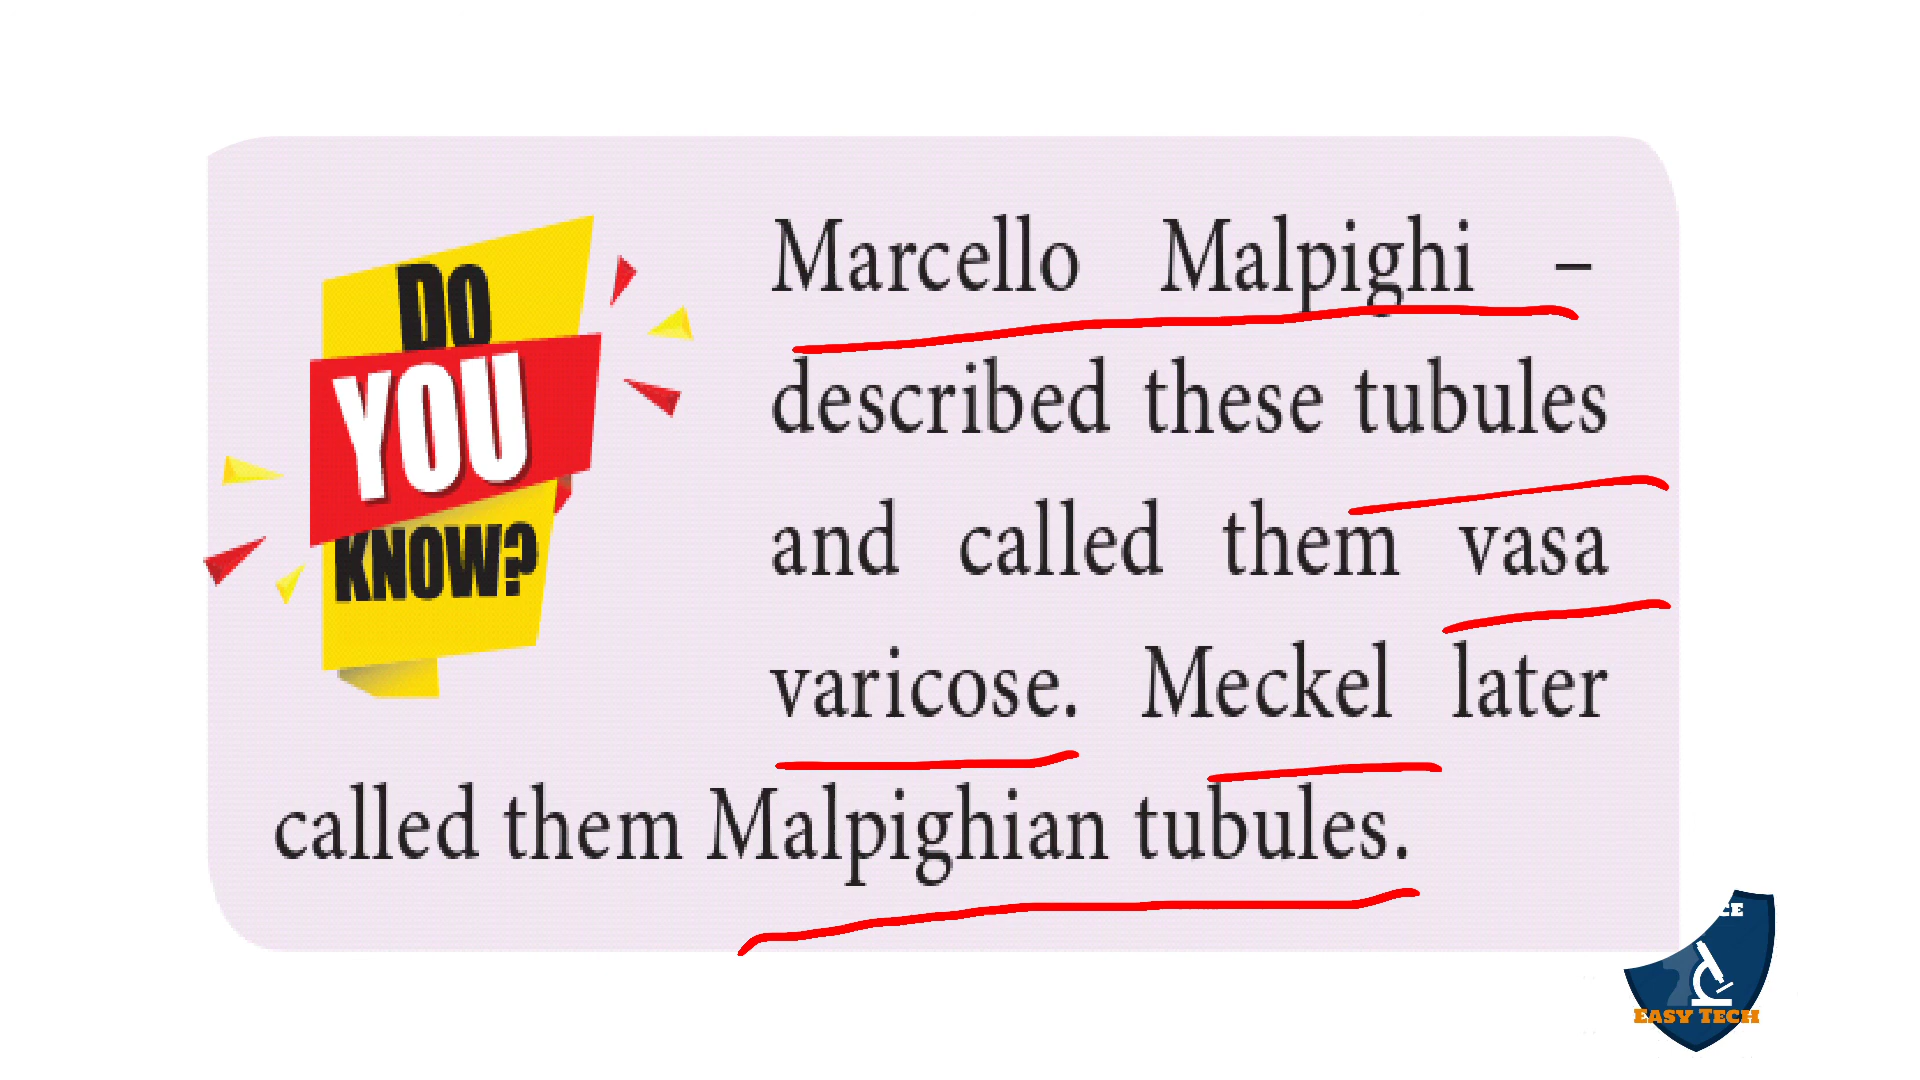 DO
YOU
KNOW?
Marcello Malpighi –
described these tubules
and called them vasa
varicose. Meckel later
called them Malpighian tubules.
EASY TECH